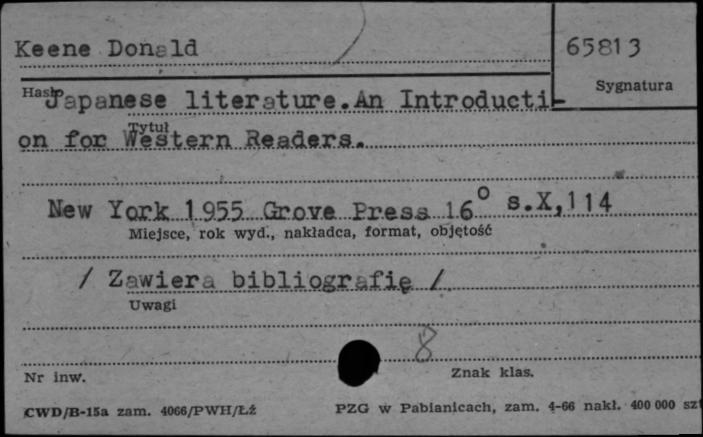 Keene Donald
65813
Sygnatura
Hasło
Japanese literature.An Introducti-
Tytuł
on for Western Readers.
New York 1955 Grove Press 16° s.X,114
Miejsce, rok wyd., nakładca, format, objętość
/ Zawiera bibliografię /
Uwagi
8
Nr inw.
Znak klas.
CWD/B-15a zam. 4066/PWH/Łź
PZG w Pabianicach, zam. 4-66 nakł. 400 000 szt